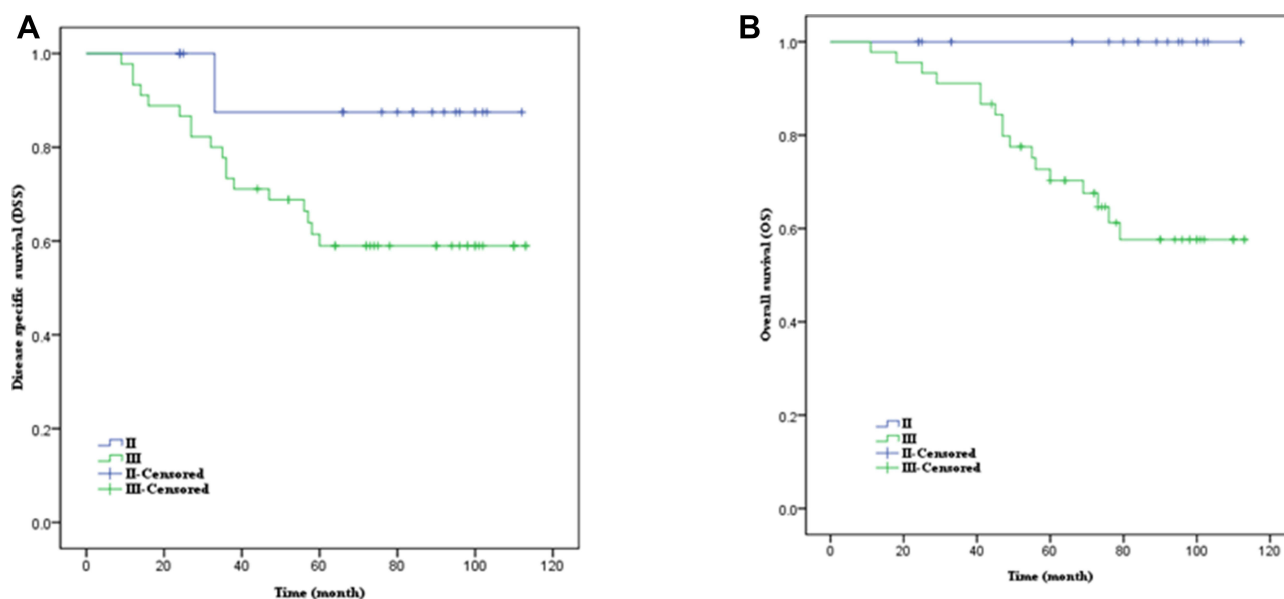 A
Disease specific survival (DSS)
1.0
0.8
0.6
0.4
0.2
0.0
II
III
II-Censored
III-Censored
0 20 40 60 80 100 120
Time (month)
B
Overall survival (OS)
1.0
0.8
0.6
0.4
0.2
0.0
II
III
II-Censored
III-Censored
0 20 40 60 80 100 120
Time (month)